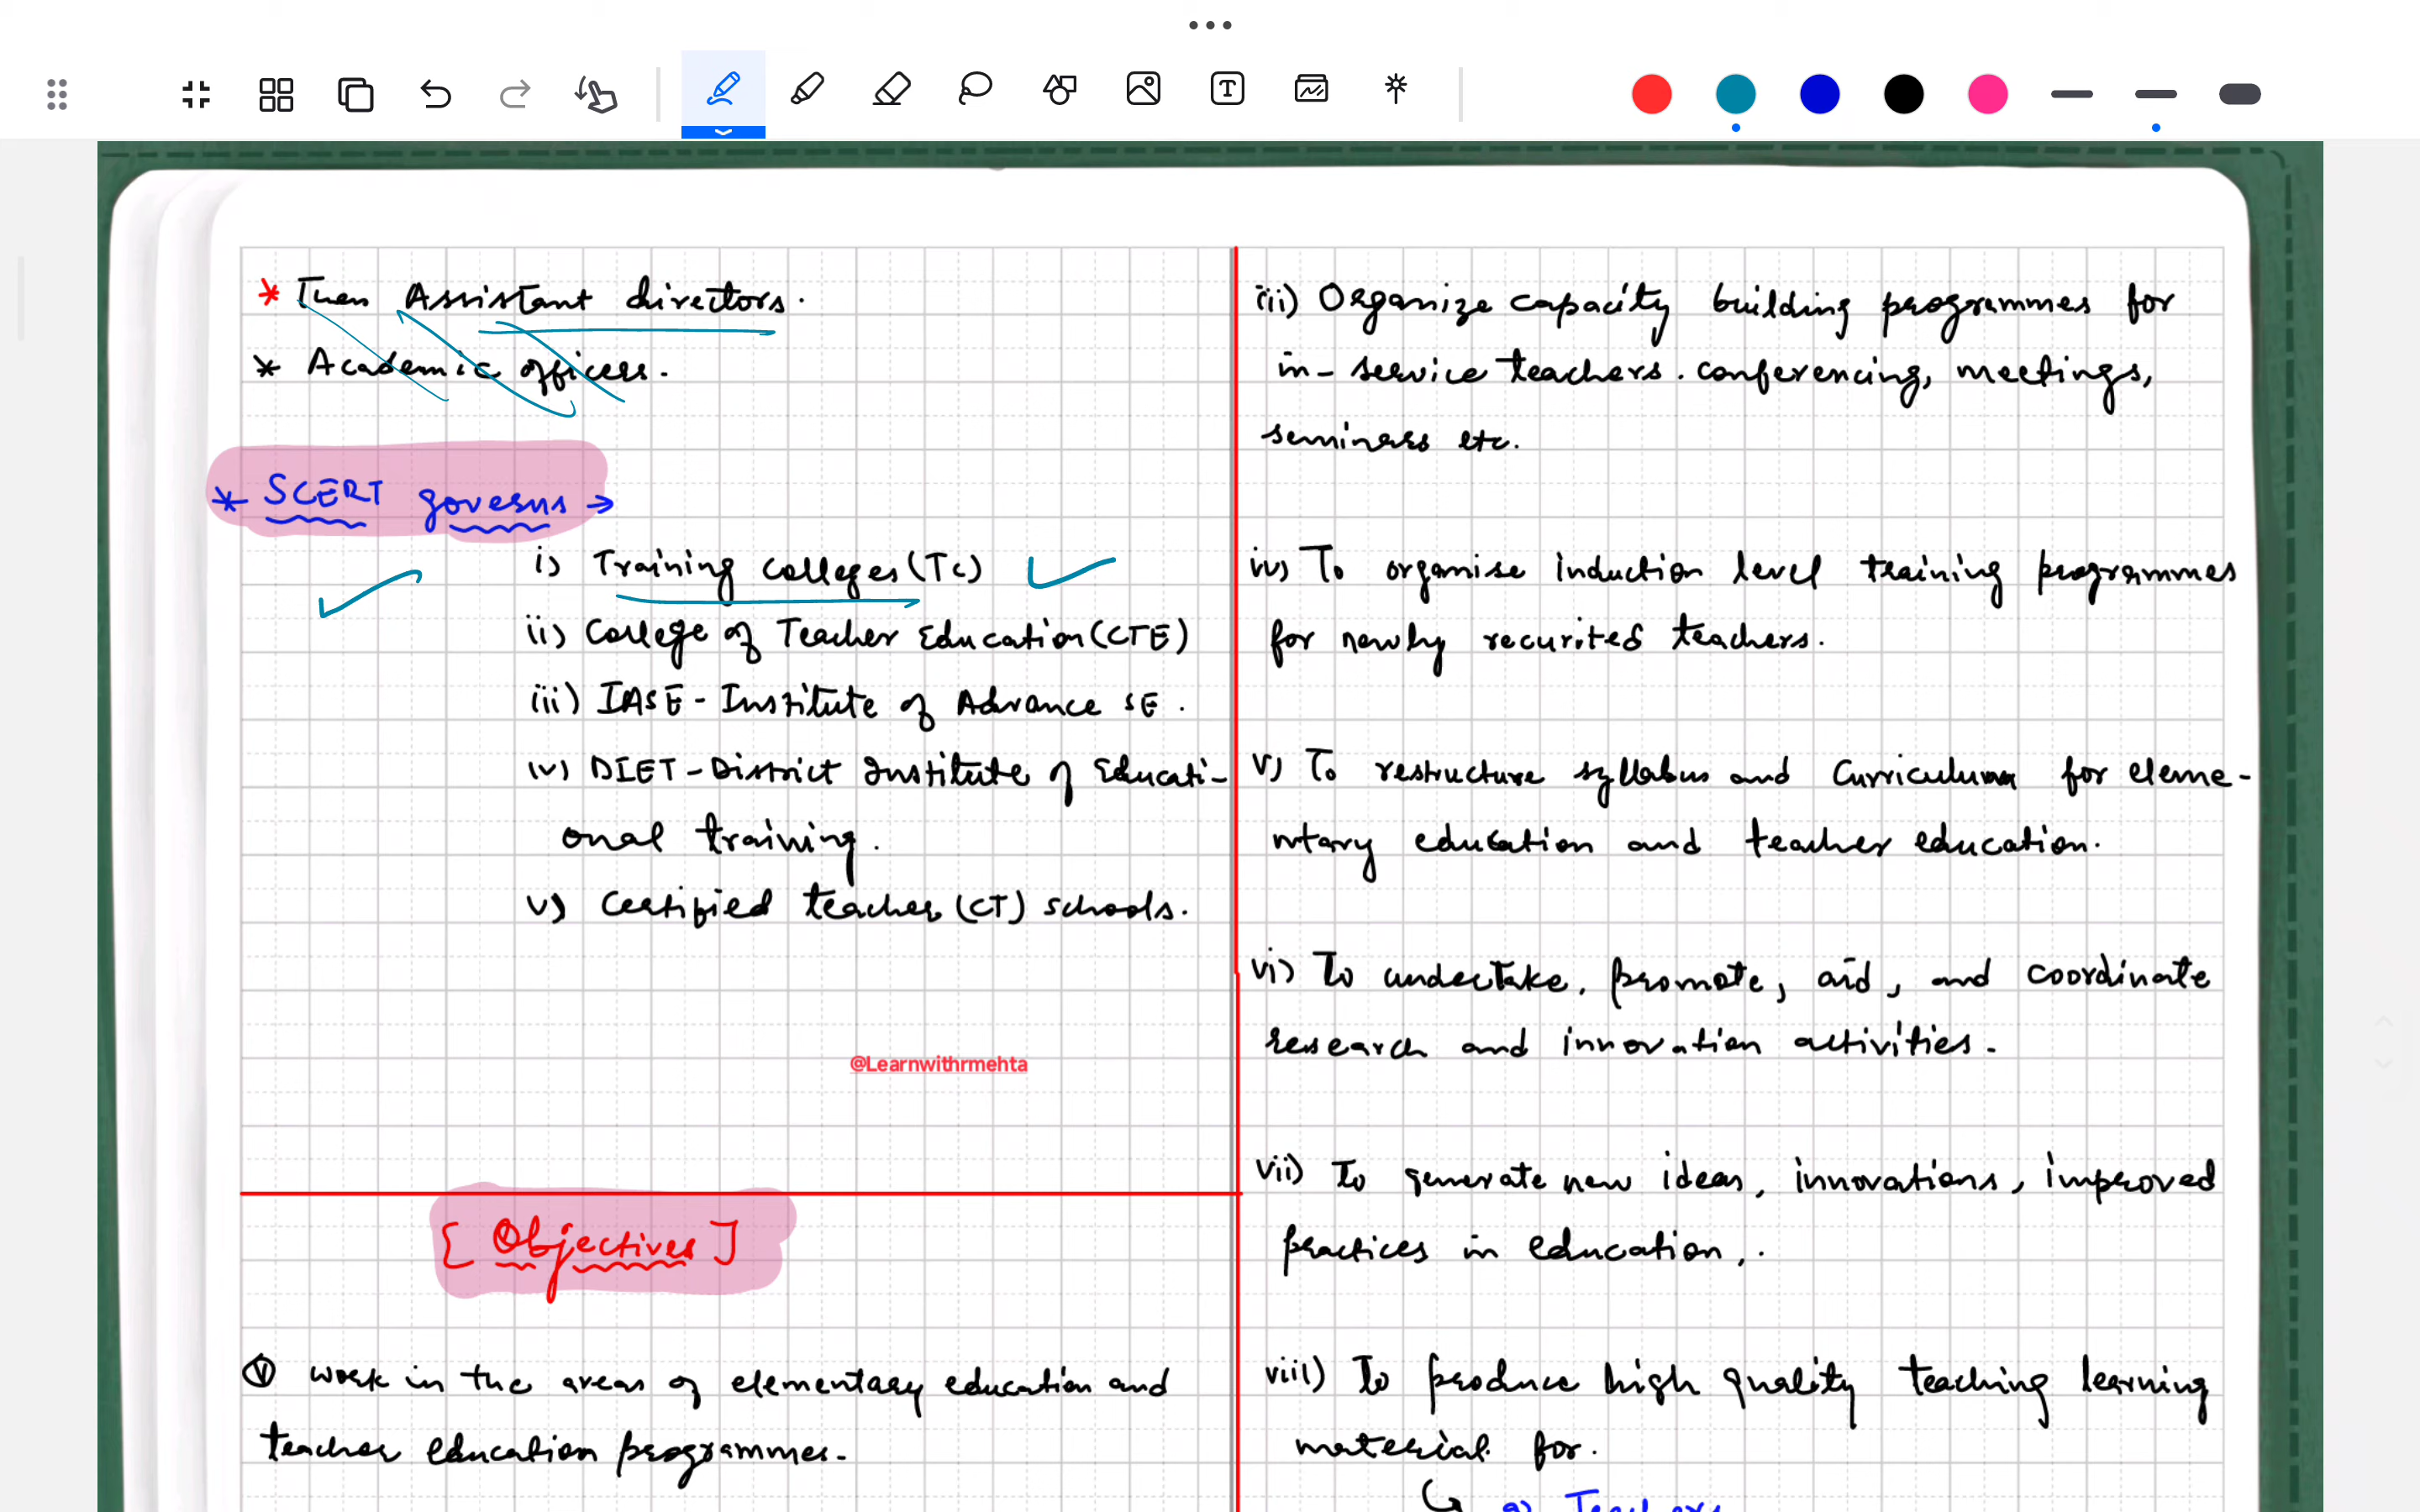 * Then Assistant directors.
* Academic officers.
* SCERT governs →
i) Training colleges (TC)
ii) College of Teacher Education (CTE)
iii) IASE - Institute of Advance SE.
iv) DIET - District Institute of Educati-
onal training.
v) Certified teacher (CT) schools.
@Learnwithrmehta
[Objectives]
work in the areas of elementary education and
teacher education programmes.
iii) Organize capacity building programmes for
in-service teachers. conferencing, meetings,
seminars etc.
iv) To organise induction level training programmes
for newly recurited teachers.
v) To restructure syllabus and curriculum for eleme-
ntary education and teacher education.
vi) To undertake, promote, aid, and coordinate
research and innovation activities.
vii) To generate new ideas, innovations, improved
practices in education,.
viii) To produce high quality teaching learning
material for.
a) Teachers